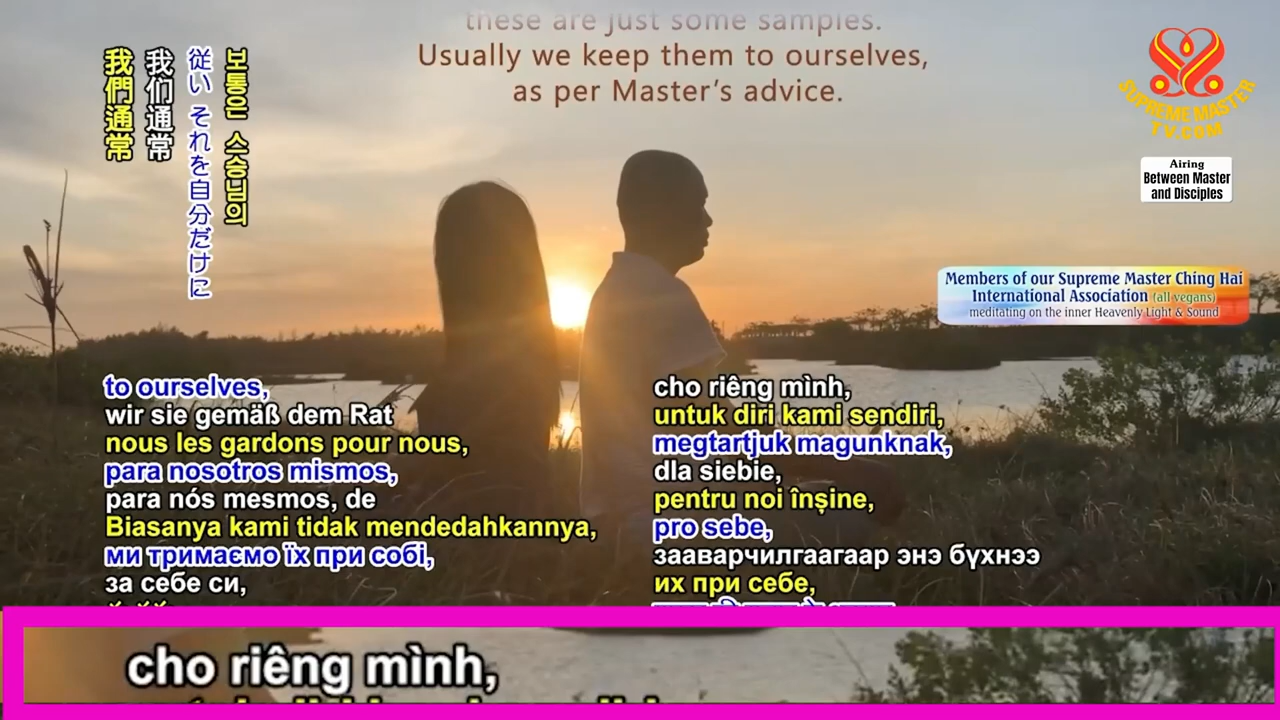 these are just some samples.
Usually we keep them to ourselves,
as per Master's advice.
SUPREME MASTER
TV.COM
Airing
Between Master
and Disciples
보통은 스승님의
従い それを自分だけに
我们通常
我們通常
Members of our Supreme Master Ching Hai
International Association (all vegans)
meditating on the inner Heavenly Light & Sound
to ourselves,
wir sie gemäß dem Rat
nous les gardons pour nous,
para nosotros mismos,
para nós mesmos, de
Biasanya kami tidak mendedahkannya,
ми тримаємо їх при собі,
за себе си,
cho riêng mình,
untuk diri kami sendiri,
megtartjuk magunknak,
dla siebie,
pentru noi înșine,
pro sebe,
зааварчилгаагаар энэ бүхнээ
их при себе,
cho riêng mình,